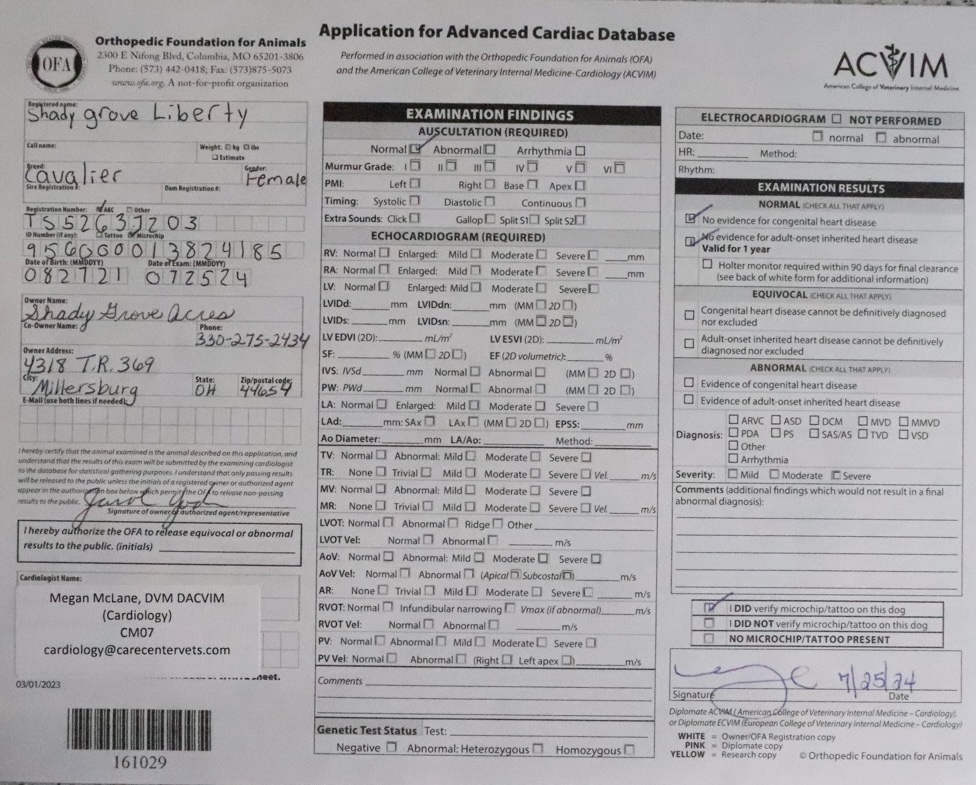 Application for Advanced Cardiac Database
Performed in association with the Orthopedic Foundation for Animals (OFA)
and the American College of Veterinary Internal Medicine-Cardiology (ACVIM)
OFA
Orthopedic Foundation for Animals
2300 E Nifong Blvd, Columbia, MO 65201-3806
Phone: (573) 442-0418; Fax: (573)875-5073
www.ofa.org, A not-for-profit organization
ACVIM
American College of Veterinary Internal Medicine
Registered name:
Shady grove Liberty
Call name: Weight: kg lbs
Estimate
Breed: Gender:
Cavalier Female
Sire Registration #: Dam Registration #:
Registration Number: AKC Other
TS52631203
ID Number (if any): Tattoo Microchip
956000013824185
Date of Birth: (MMDDYY) Date of Exam: (MMDDYY)
082721 072524
Owner Name:
Shady Grove Acres
Co-Owner Name: Phone:
330-275-2434
Owner Address:
4318 T.R. 369
City: State: Zip/postal code:
Millersburg OH 44654
E-Mail (use both lines if needed):
I hereby certify that the animal examined is the animal described on this application, and
understand that the results of this exam will be submitted by the examining cardiologist
to the database for statistical gathering purposes. I understand that only passing results
will be released to the public unless the initials of a registered owner or authorized agent
appear in the authorization box below which permit the OFA to release non-passing
results to the public.
Signature of owner or authorized agent/representative
I hereby authorize the OFA to release equivocal or abnormal
results to the public. (initials)
Cardiologist Name:
Megan McLane, DVM DACVIM
(Cardiology)
CM07
cardiology@carecentervets.com
03/01/2023
161029
EXAMINATION FINDINGS
AUSCULTATION (REQUIRED)
Normal Abnormal Arrhythmia
Murmur Grade: I II III IV V VI
PMI: Left Right Base Apex
Timing: Systolic Diastolic Continuous
Extra Sounds: Click Gallop Split S1 Split S2
ECHOCARDIOGRAM (REQUIRED)
RV: Normal Enlarged: Mild Moderate Severe mm
RA: Normal Enlarged: Mild Moderate Severe mm
LV: Normal Enlarged: Mild Moderate Severe
LVIDd: mm LVIDdn: mm (MM 2D )
LVIDs: mm LVIDsn: mm (MM 2D )
LV EDVI (2D): mL/m² LV ESVI (2D): mL/m²
SF: % (MM 2D ) EF (2D volumetric): %
IVS: IVSd mm Normal Abnormal (MM 2D )
PW: PWd mm Normal Abnormal (MM 2D )
LA: Normal Enlarged: Mild Moderate Severe
LAd: mm: SAx LAx (MM 2D ) EPSS: mm
Ao Diameter: mm LA/Ao: Method:
TV: Normal Abnormal: Mild Moderate Severe
TR: None Trivial Mild Moderate Severe Vel. m/s
MV: Normal Abnormal: Mild Moderate Severe
MR: None Trivial Mild Moderate Severe Vel. m/s
LVOT: Normal Abnormal Ridge Other
LVOT Vel: Normal Abnormal m/s
AoV: Normal Abnormal: Mild Moderate Severe
AoV Vel: Normal Abnormal (Apical Subcostal ) m/s
AR: None Trivial Mild Moderate Severe
RVOT: Normal Infundibular narrowing Vmax (if abnormal) m/s
RVOT Vel: Normal Abnormal m/s
PV: Normal Abnormal Mild Moderate Severe
PV Vel: Normal Abnormal (Right Left apex ) m/s
Comments
Genetic Test Status Test:
Negative Abnormal: Heterozygous Homozygous
ELECTROCARDIOGRAM NOT PERFORMED
Date: normal abnormal
HR: Method:
Rhythm:
EXAMINATION RESULTS
NORMAL (CHECK ALL THAT APPLY)
No evidence for congenital heart disease
No evidence for adult-onset inherited heart disease
Valid for 1 year
Holter monitor required within 90 days for final clearance
(see back of white form for additional information)
EQUIVOCAL (CHECK ALL THAT APPLY)
Congenital heart disease cannot be definitively diagnosed
nor excluded
Adult-onset inherited heart disease cannot be definitively
diagnosed nor excluded
ABNORMAL (CHECK ALL THAT APPLY)
Evidence of congenital heart disease
Evidence of adult-onset inherited heart disease
ARVC ASD DCM MVD MMVD
Diagnosis: PDA PS SAS/AS TVD VSD
Other
Arrhythmia
Severity: Mild Moderate Severe
Comments (additional findings which would not result in a final
abnormal diagnosis):
I DID verify microchip/tattoo on this dog
I DID NOT verify microchip/tattoo on this dog
NO MICROCHIP/TATTOO PRESENT
7/25/24
Signature Date
Diplomate ACVIM (American College of Veterinary Internal Medicine – Cardiology),
or Diplomate ECVIM (European College of Veterinary Internal Medicine – Cardiology)
WHITE = Owner/OFA Registration copy
PINK = Diplomate copy
YELLOW = Research copy © Orthopedic Foundation for Animals